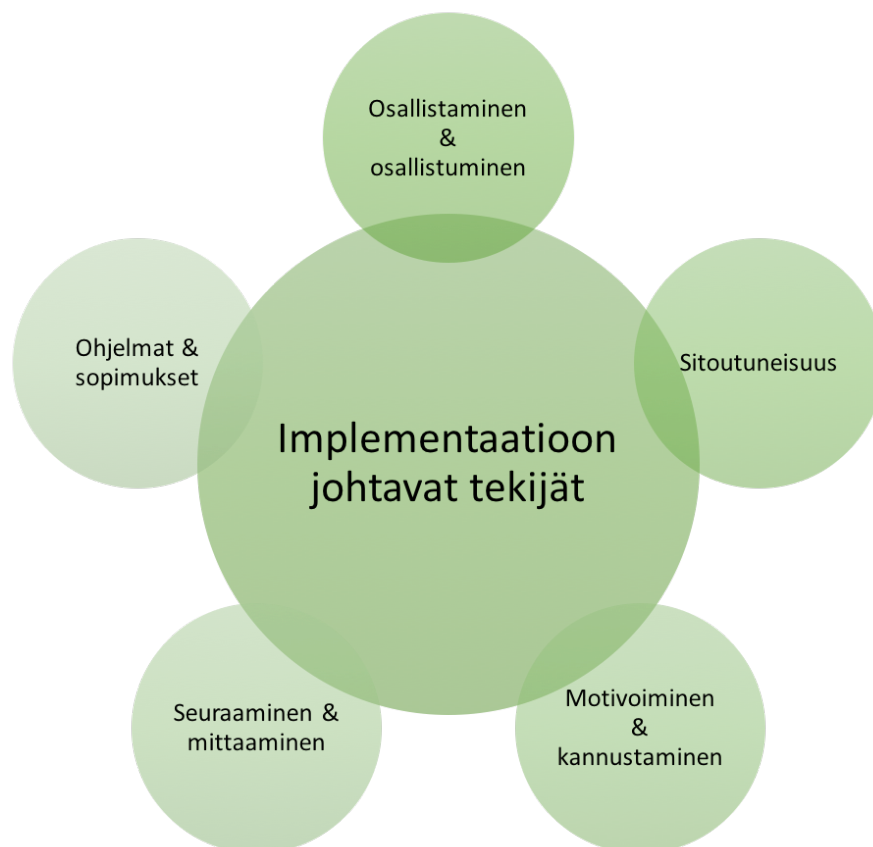 Osallistaminen
&
osallistuminen
Ohjelmat &
sopimukset
Sitoutuneisuus
Implementaatioon
johtavat tekijät
Seuraaminen &
mittaaminen
Motivoiminen
&
kannustaminen